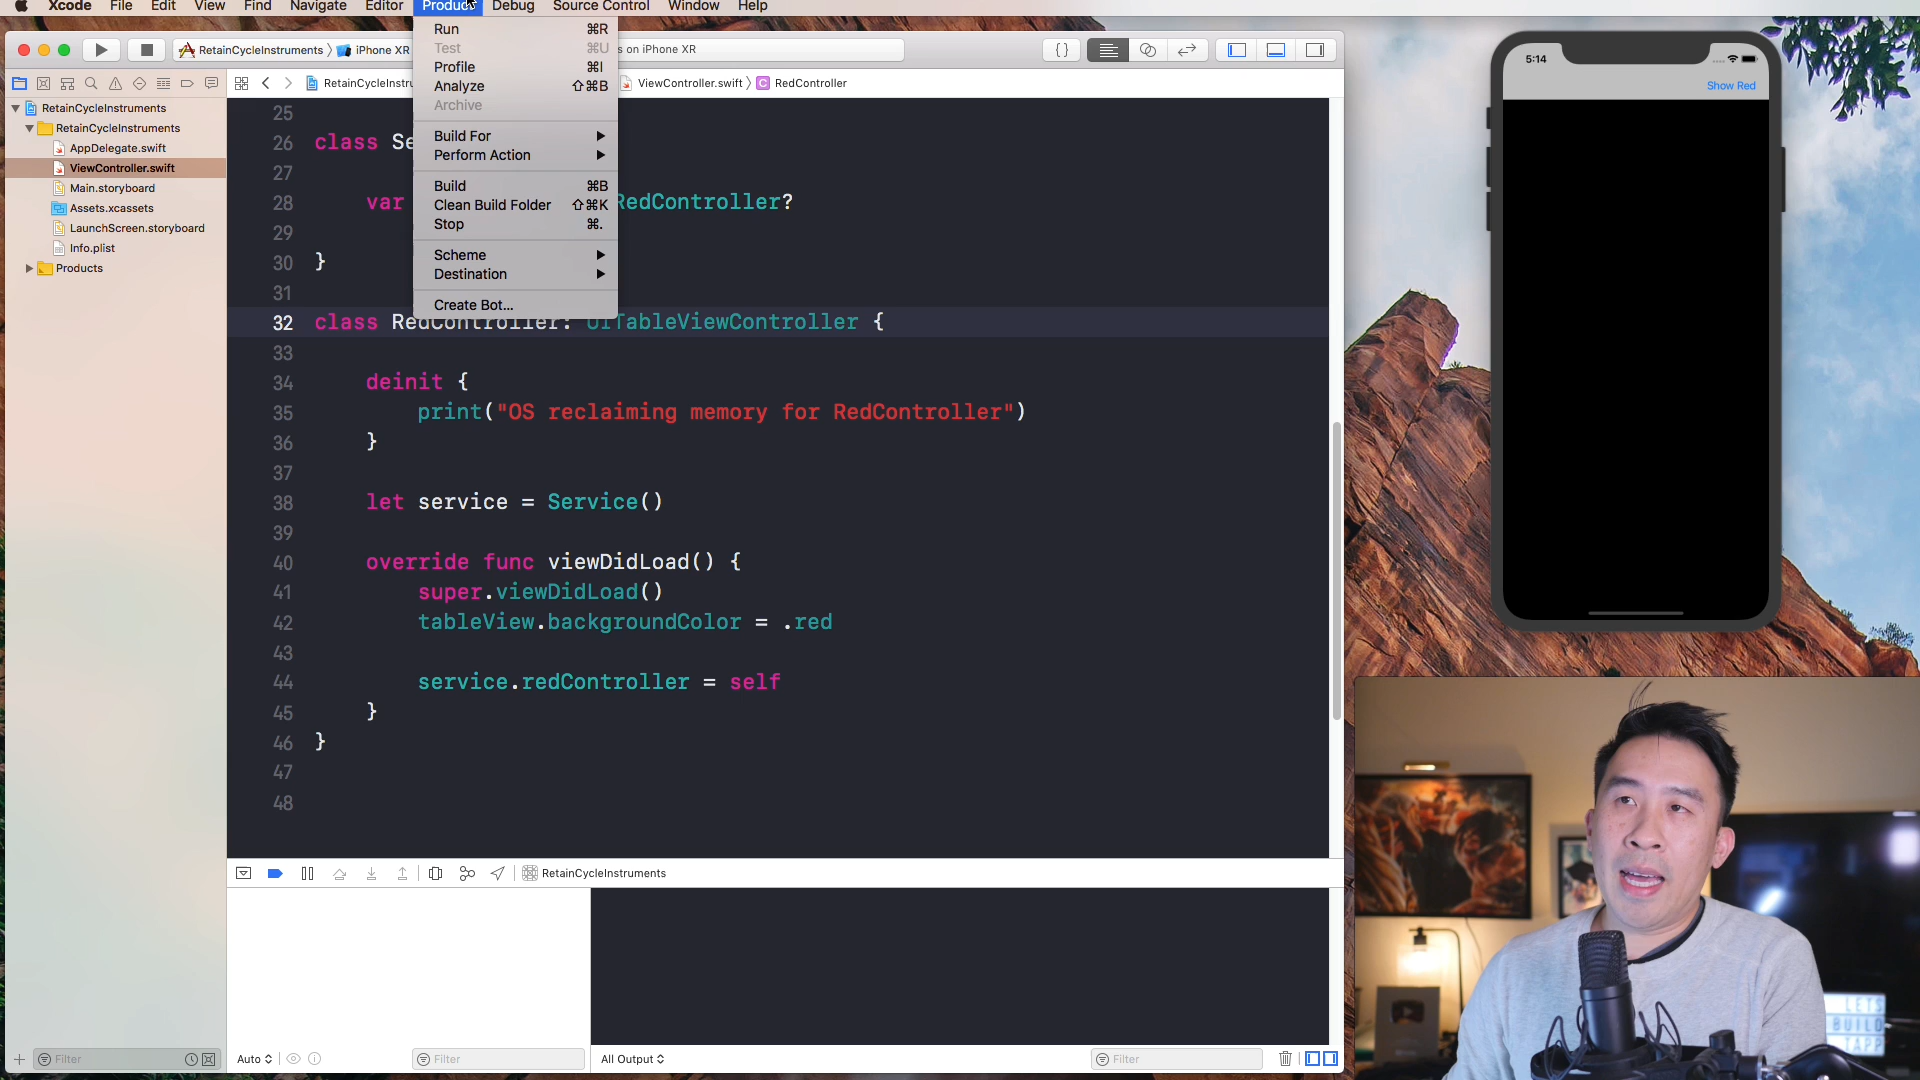 Xcode File Edit View Find Navigate Editor Product Debug Source Control Window Help
RetainCycleInstruments iPhone XR
s on iPhone XR
RetainCycleInstru
ViewController.swift
RedController
RetainCycleInstruments
RetainCycleInstruments
AppDelegate.swift
ViewController.swift
Main.storyboard
Assets.xcassets
LaunchScreen.storyboard
Info.plist
Products
Run ⌘R
Test ⌘U
Profile ⌘I
Analyze ⇧⌘B
Archive
Build For
Perform Action
Build ⌘B
Clean Build Folder ⇧⌘K
Stop ⌘.
Scheme
Destination
Create Bot...
25
26 class Se
27
28 var RedController?
29
30 }
31
32 class RedController: UITableViewController {
33
34 deinit {
35 print("OS reclaiming memory for RedController")
36 }
37
38 let service = Service()
39
40 override func viewDidLoad() {
41 super.viewDidLoad()
42 tableView.backgroundColor = .red
43
44 service.redController = self
45 }
46 }
47
48
RetainCycleInstruments
Filter
Auto
Filter
All Output
Filter
5:14
Show Red
LETS
BUILD
TAPP